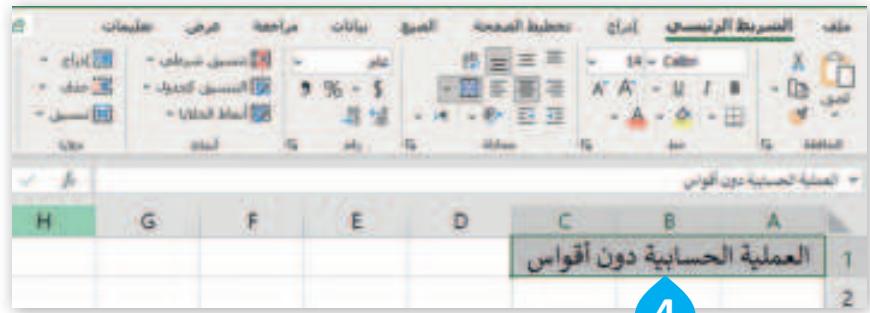 ملف الشريط الرئيسي إدراج تخطيط الصفحة الصيغ بيانات مراجعة عرض تعليمات
Calibri 14 عام تنسيق شرطي إدراج
لصق B I U $ % التنسيق كجدول حذف
أنماط الخلايا تنسيق
الحافظة خط محاذاة رقم أنماط خلايا
العملية الحسابية دون أقواس fx
A B C D E F G H
1 العملية الحسابية دون أقواس
2
4